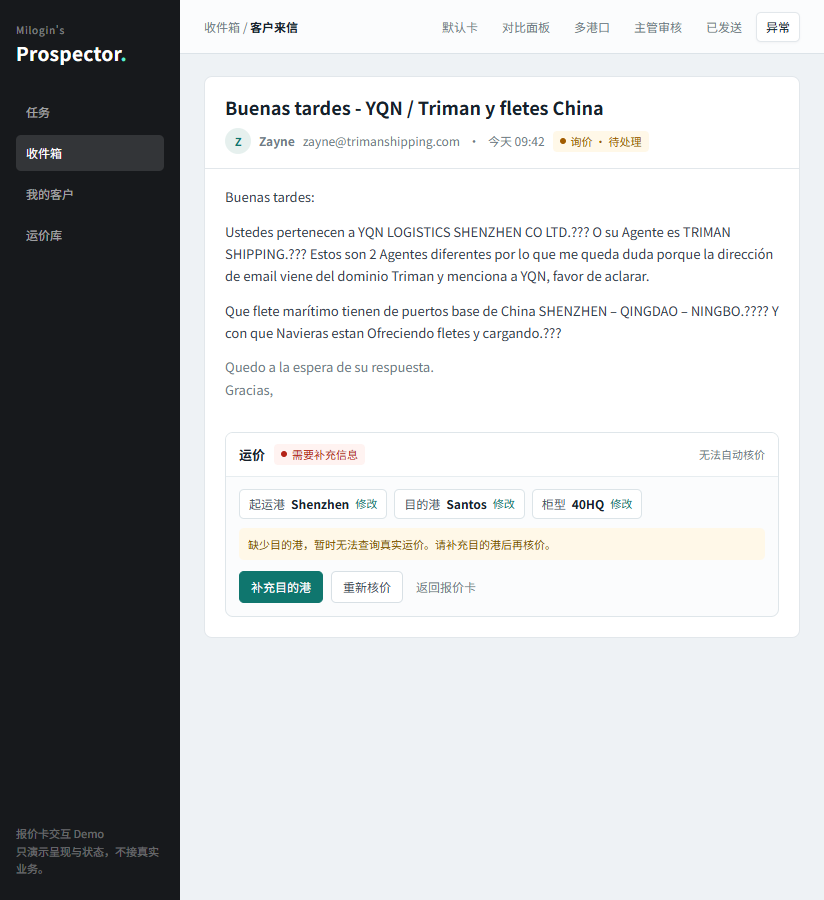 Milogin's
Prospector.
任务
收件箱
我的客户
运价库
报价卡交互 Demo
只演示呈现与状态，不接真实
业务。
收件箱 / 客户来信
默认卡 对比面板 多港口 主管审核 已发送 异常
Buenas tardes - YQN / Triman y fletes China
Z Zayne zayne@trimanshipping.com • 今天 09:42 询价 · 待处理
Buenas tardes:
Ustedes pertenecen a YQN LOGISTICS SHENZHEN CO LTD.??? O su Agente es TRIMAN
SHIPPING.??? Estos son 2 Agentes diferentes por lo que me queda duda porque la dirección
de email viene del dominio Triman y menciona a YQN, favor de aclarar.
Que flete marítimo tienen de puertos base de China SHENZHEN – QINGDAO – NINGBO.???? Y
con que Navieras estan Ofreciendo fletes y cargando.???
Quedo a la espera de su respuesta.
Gracias,
运价 需要补充信息 无法自动核价
起运港 Shenzhen 修改 目的港 Santos 修改 柜型 40HQ 修改
缺少目的港，暂时无法查询真实运价。请补充目的港后再核价。
补充目的港 重新核价 返回报价卡